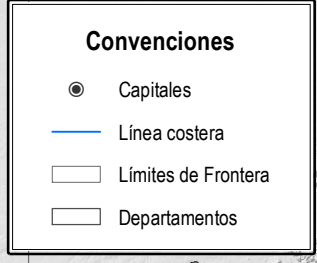 Convenciones
Capitales
Línea costera
Límites de Frontera
Departamentos